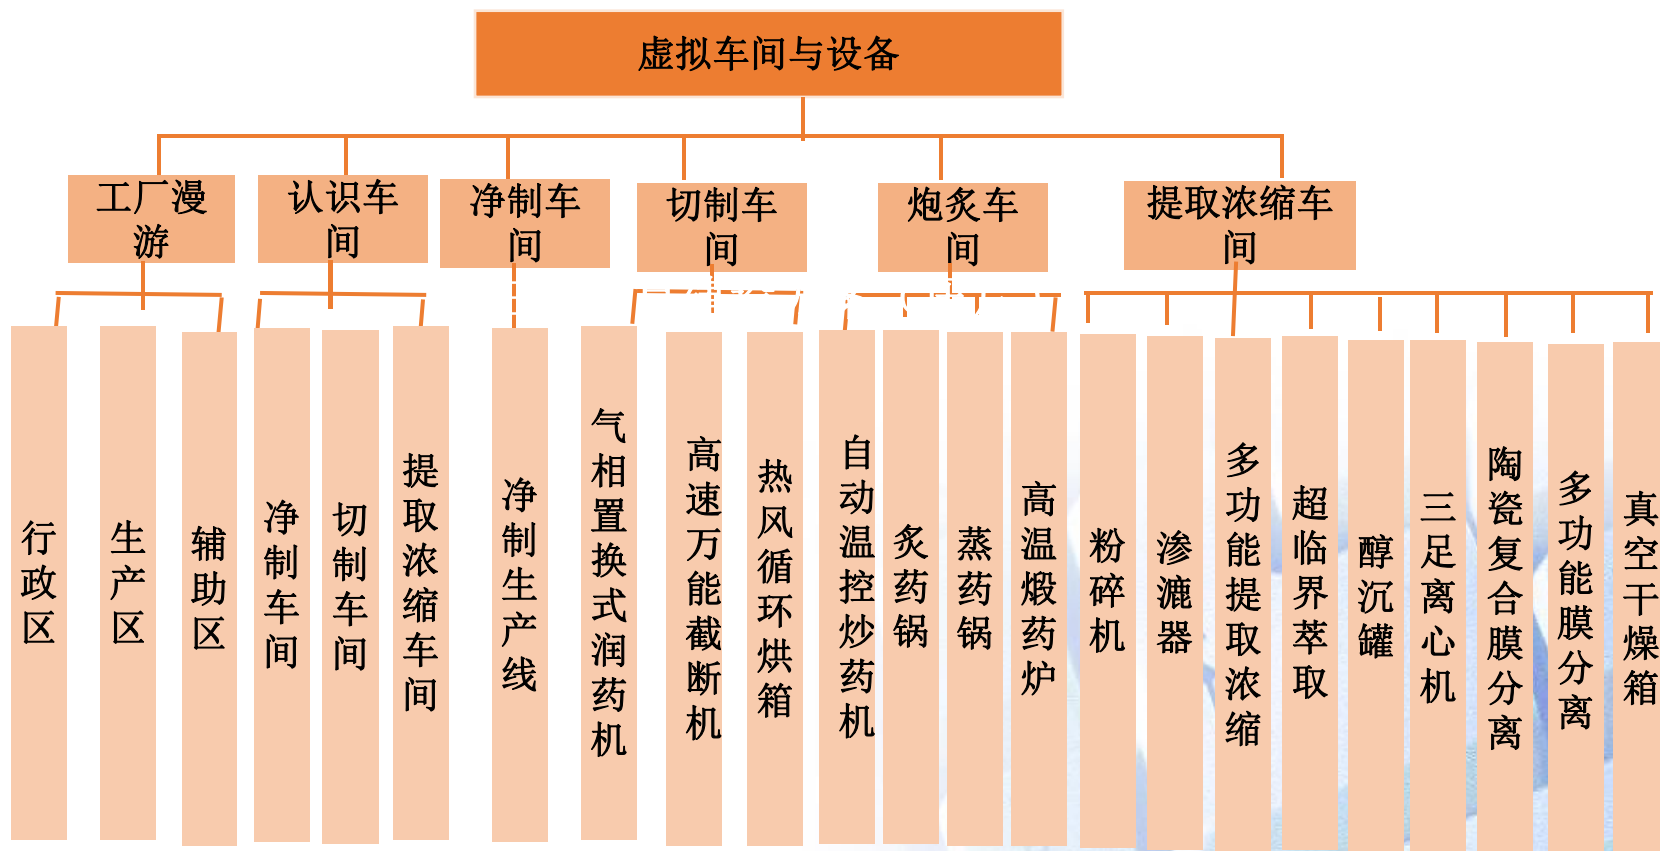 虚拟车间与设备
工厂漫
游
认识车
间
净制车
间
切制车
间
炮炙车
间
提取浓缩车
间
行政区
生产区
辅助区
净制车间
切制车间
提取浓缩车间
净制生产线
气相置换式润药机
高速万能截断机
热风循环烘箱
自动温控炒药机
炙药锅
蒸药锅
高温煅药炉
粉碎机
渗漉器
多功能提取浓缩
超临界萃取
醇沉罐
三足离心机
陶瓷复合膜分离
多功能膜分离
真空干燥箱